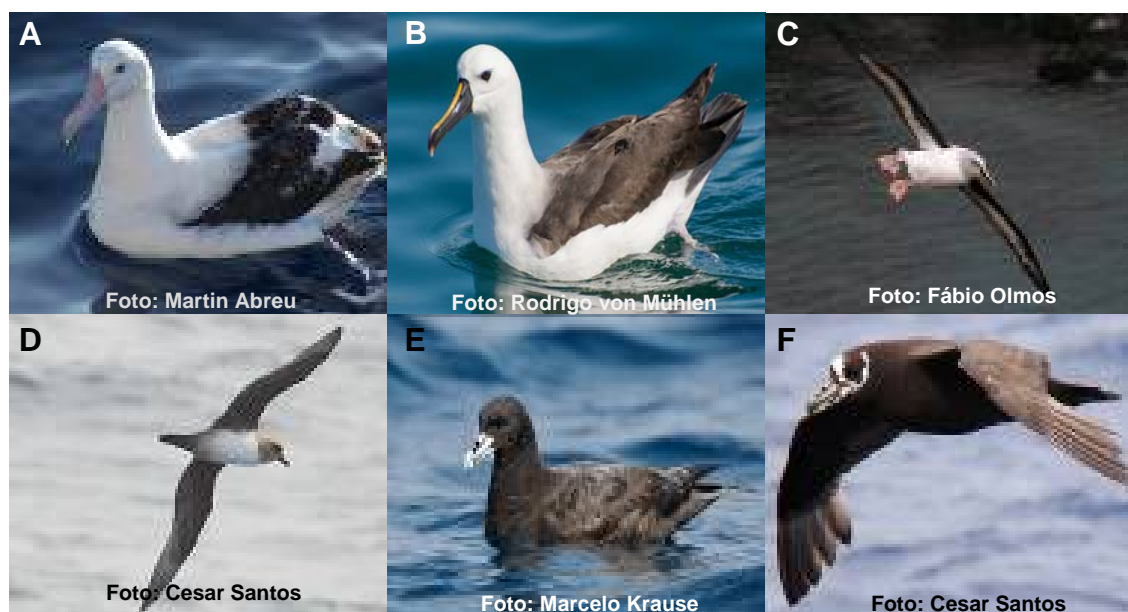 A
B
C
Foto: Martin Abreu
Foto: Rodrigo von Mühlen
Foto: Fábio Olmos
D
E
F
Foto: Cesar Santos
Foto: Marcelo Krause
Foto: Cesar Santos